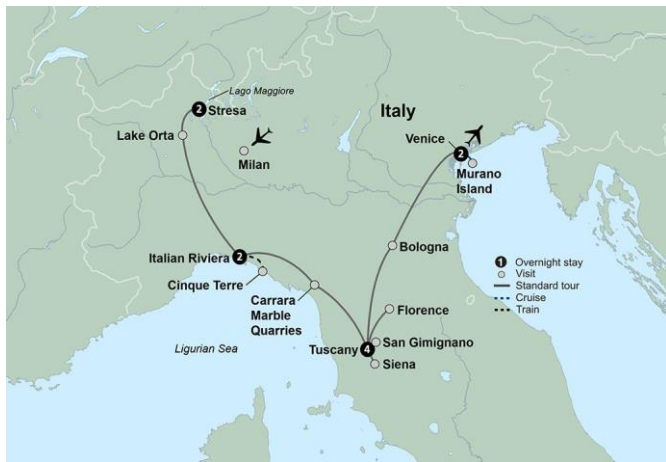 Lago Maggiore
2 Stresa
Italy
Lake Orta
Venice
2
Milan
Murano
Island
Italian Riviera 2
Bologna
1 Overnight stay
Visit
Standard tour
Cruise
Train
Cinque Terre
Carrara
Marble
Quarries
Florence
Ligurian Sea
San Gimignano
Tuscany 4
Siena